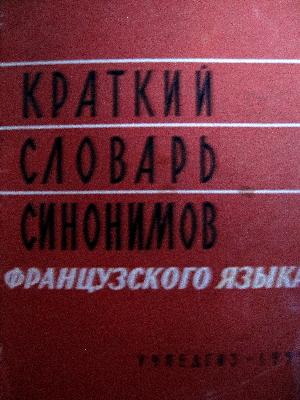 КРАТКИЙ
СЛОВАРЬ
СИНОНИМОВ
ФРАНЦУЗСКОГО ЯЗЫКА
УЧПЕДГИЗ